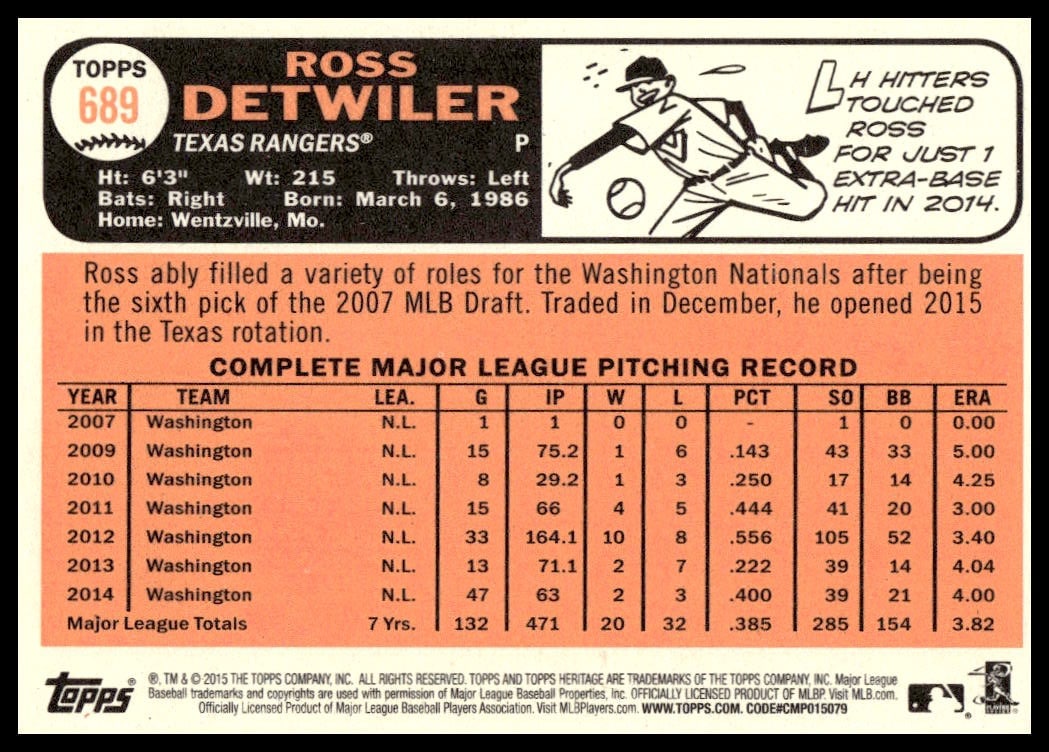 TOPPS
689
ROSS
DETWILER
TEXAS RANGERS® P
Ht: 6'3" Wt: 215 Throws: Left
Bats: Right Born: March 6, 1986
Home: Wentzville, Mo.
LH HITTERS
TOUCHED
ROSS
FOR JUST 1
EXTRA-BASE
HIT IN 2014.
Ross ably filled a variety of roles for the Washington Nationals after being
the sixth pick of the 2007 MLB Draft. Traded in December, he opened 2015
in the Texas rotation.
COMPLETE MAJOR LEAGUE PITCHING RECORD
YEAR TEAM LEA. G IP W L PCT SO BB ERA
2007 Washington N.L. 1 1 0 0 - 1 0 0.00
2009 Washington N.L. 15 75.2 1 6 .143 43 33 5.00
2010 Washington N.L. 8 29.2 1 3 .250 17 14 4.25
2011 Washington N.L. 15 66 4 5 .444 41 20 3.00
2012 Washington N.L. 33 164.1 10 8 .556 105 52 3.40
2013 Washington N.L. 13 71.1 2 7 .222 39 14 4.04
2014 Washington N.L. 47 63 2 3 .400 39 21 4.00
Major League Totals 7 Yrs. 132 471 20 32 .385 285 154 3.82
Topps®
®, TM & © 2015 THE TOPPS COMPANY, INC. ALL RIGHTS RESERVED. TOPPS AND TOPPS HERITAGE ARE TRADEMARKS OF THE TOPPS COMPANY, INC. Major League
Baseball trademarks and copyrights are used with permission of Major League Baseball Properties, Inc. OFFICIALLY LICENSED PRODUCT OF MLBP. Visit MLB.com.
Officially Licensed Product of Major League Baseball Players Association. Visit MLBPlayers.com. WWW.TOPPS.COM. CODE#CMP015079